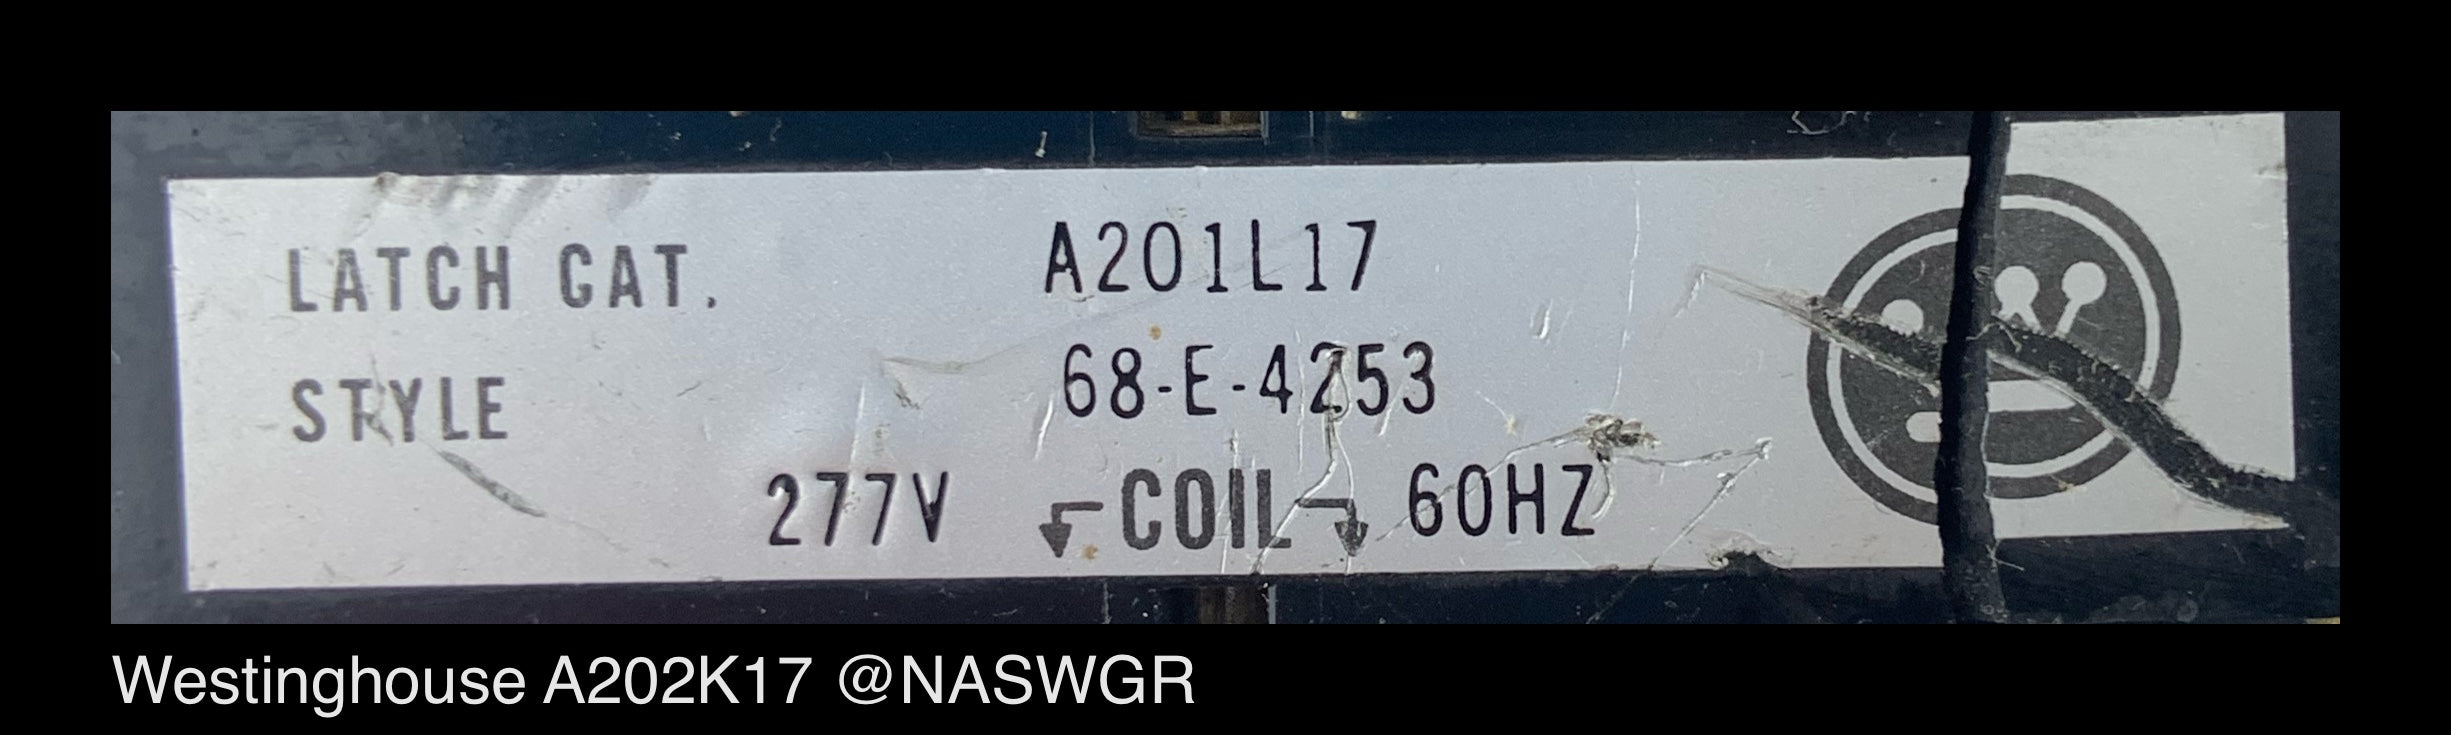 LATCH CAT. A201L17
STYLE 68-E-4253
277V COIL 60HZ
Westinghouse A202K17 @NASWGR